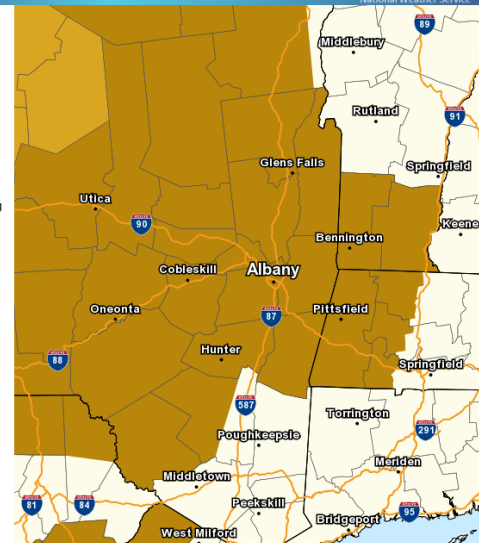 National Weather Service
89
Middlebury
Rutland
91
Glens Falls
Springfield
Utica
90
Keene
Bennington
Cobleskill
Albany
Oneonta
87
Pittsfield
Hunter
88
Springfield
587
Torrington
291
Poughkeepsie
Meriden
Middletown
81
84
Peekskill
95
Bridgeport
West Milford